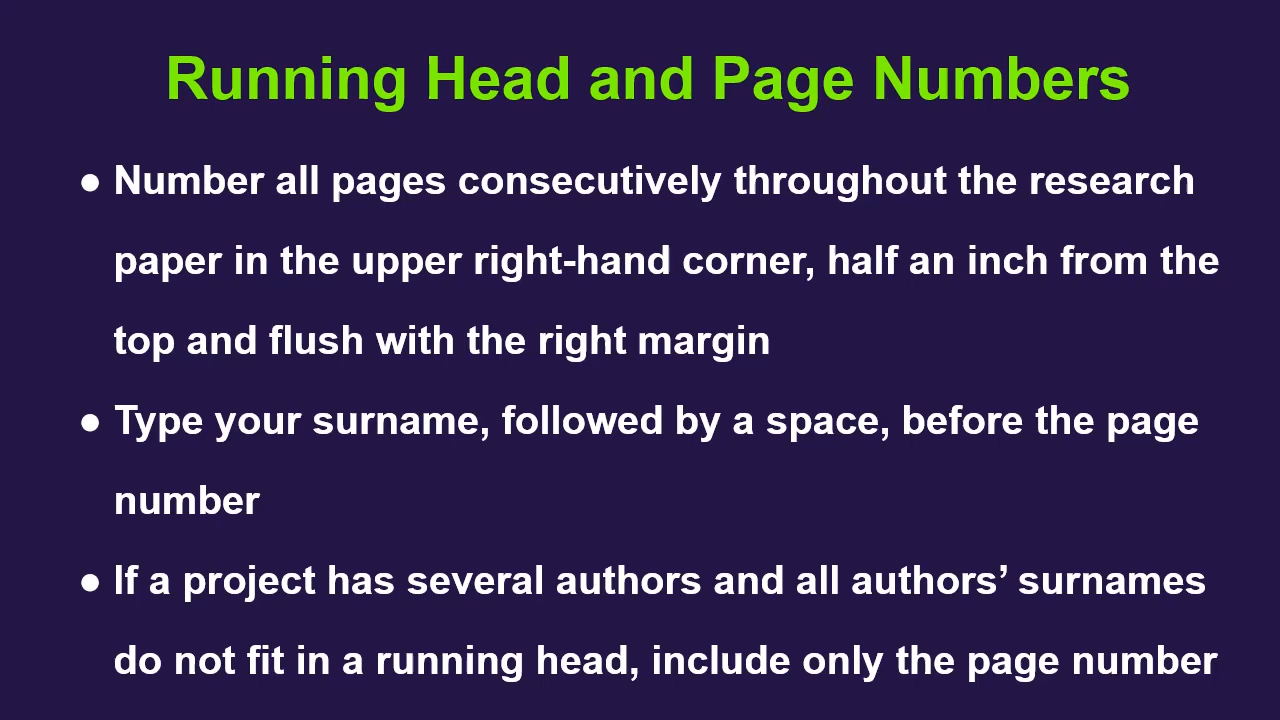 Running Head and Page Numbers
● Number all pages consecutively throughout the research
paper in the upper right-hand corner, half an inch from the
top and flush with the right margin
● Type your surname, followed by a space, before the page
number
● If a project has several authors and all authors’ surnames
do not fit in a running head, include only the page number